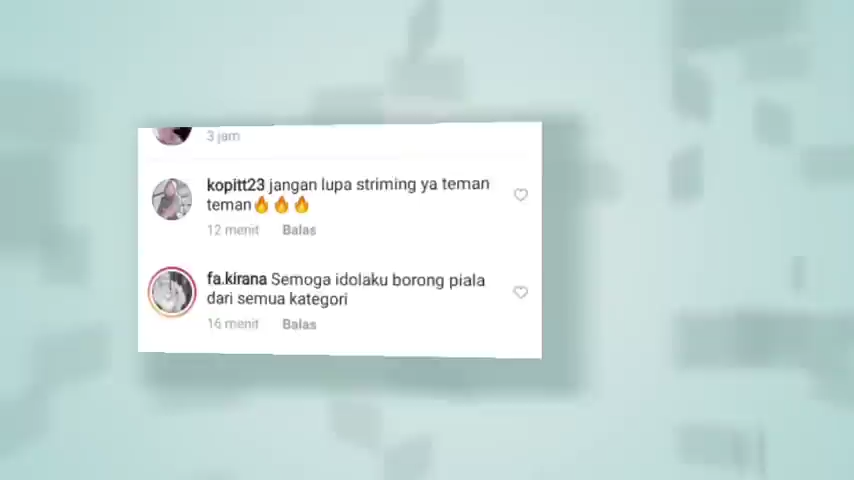 3 jam
kopitt23 jangan lupa striming ya teman
teman🔥🔥🔥
12 menit Balas
fa.kirana Semoga idolaku borong piala
dari semua kategori
16 menit Balas